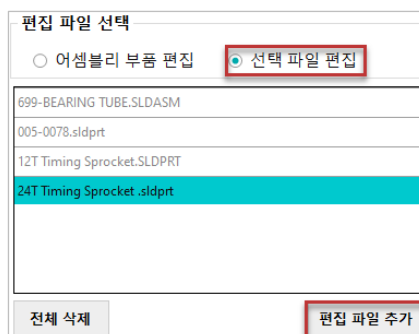 편집 파일 선택
어셈블리 부품 편집 선택 파일 편집
699-BEARING TUBE.SLDASM
005-0078.sldprt
12T Timing Sprocket.SLDPRT
24T Timing Sprocket .sldprt
전체 삭제 편집 파일 추가